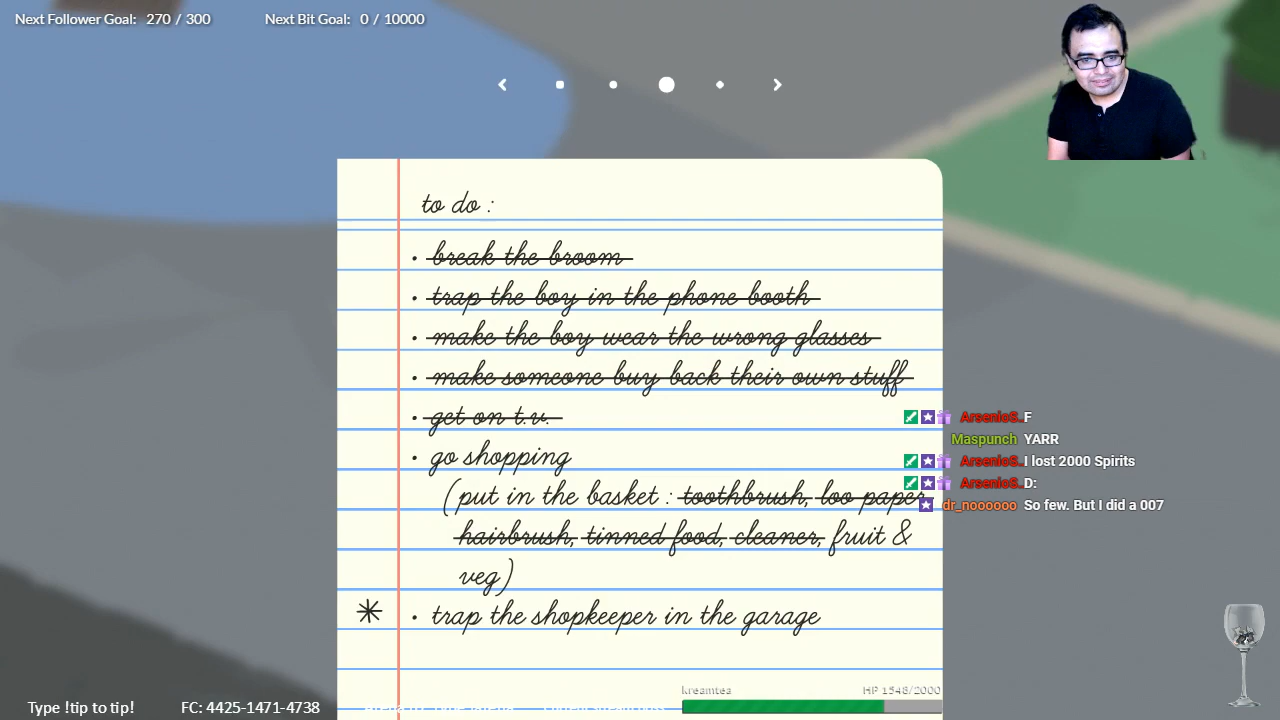 Next Follower Goal: 270 / 300
Next Bit Goal: 0 / 10000
to do :
• break the broom
• trap the boy in the phone booth
• make the boy wear the wrong glasses
• make someone buy back their own stuff
• get on t.v.
• go shopping
(put in the basket : toothbrush, loo paper,
hairbrush, tinned food, cleaner, fruit &
veg)
* • trap the shopkeeper in the garage
Arsenio8.. F
Maspunch YARR
Arsenio8.. I lost 2000 Spirits
Arsenio8.. D:
dr_noooooo So few. But I did a 007
kreamtea HP 1548/2000
Type !tip to tip! FC: 4425-1471-4738